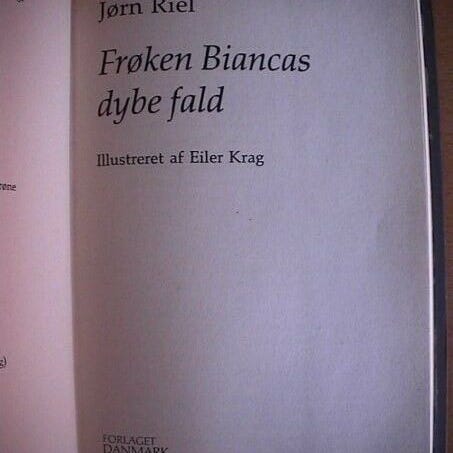 Jørn Riel
Frøken Biancas
dybe fald
Illustreret af Eiler Krag
FORLAGET
DANMARK